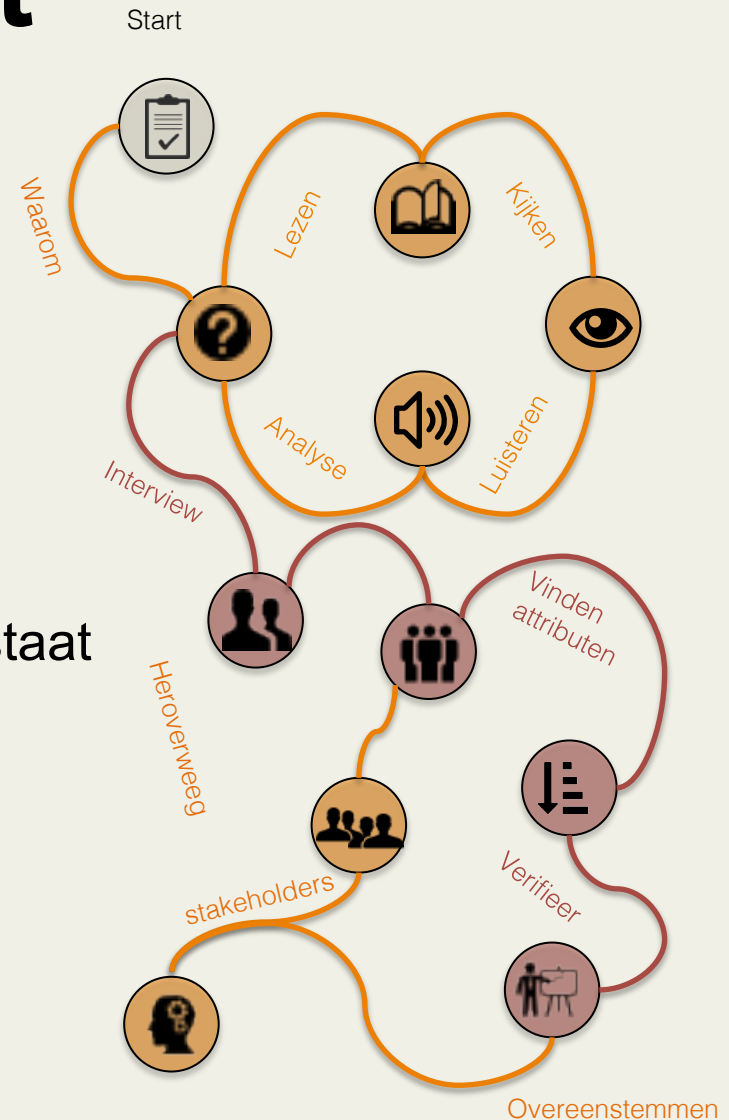 t
Start
Waarom
Lezen
Kijken
Analyse
Luisteren
Interview
Vinden
attributen
staat
Heroverweeg
Verifieer
stakeholders
Overeenstemmen